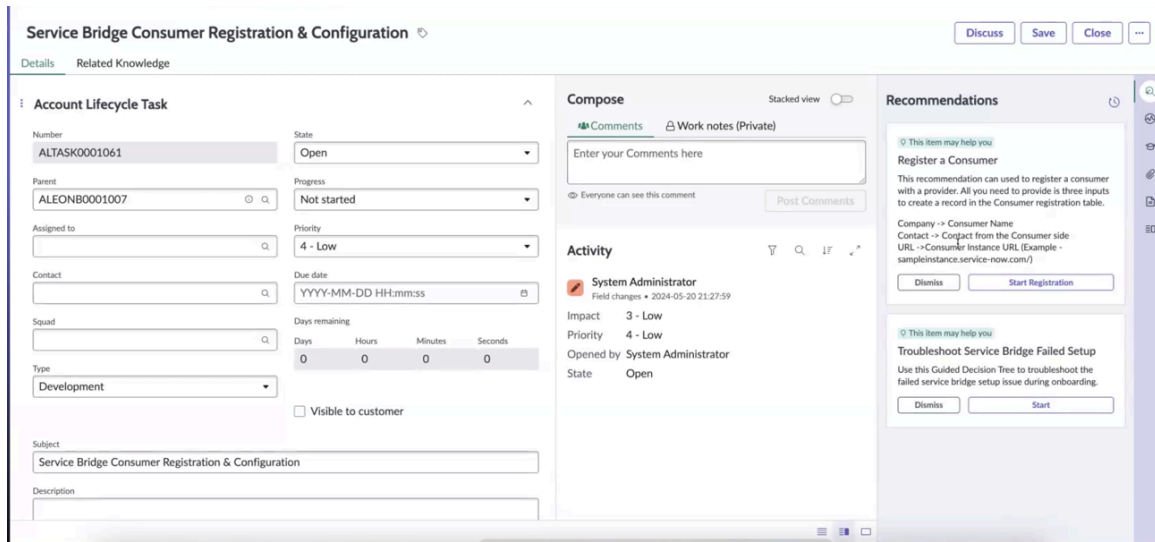 Service Bridge Consumer Registration & Configuration
Discuss
Save
Close
Details
Related Knowledge
Account Lifecycle Task
Number
ALTASK0001061
State
Open
Parent
ALEONB0001007
Progress
Not started
Assigned to
Priority
4 - Low
Contact
Due date
YYYY-MM-DD HH:mm:ss
Squad
Days remaining
Days
Hours
Minutes
Seconds
0
0
0
0
Type
Development
Visible to customer
Subject
Service Bridge Consumer Registration & Configuration
Description
Compose
Stacked view
Comments
Work notes (Private)
Enter your Comments here
Everyone can see this comment
Post Comments
Activity
System Administrator
Field changes • 2024-05-20 21:27:59
Impact 3 - Low
Priority 4 - Low
Opened by System Administrator
State Open
Recommendations
This item may help you
Register a Consumer
This recommendation can used to register a consumer
with a provider. All you need to provide is three inputs
to create a record in the Consumer registration table.
Company -> Consumer Name
Contact -> Contact from the Consumer side
URL ->Consumer Instance URL (Example -
sampleinstance.service-now.com/)
Dismiss
Start Registration
This item may help you
Troubleshoot Service Bridge Failed Setup
Use this Guided Decision Tree to troubleshoot the
failed service bridge setup issue during onboarding.
Dismiss
Start